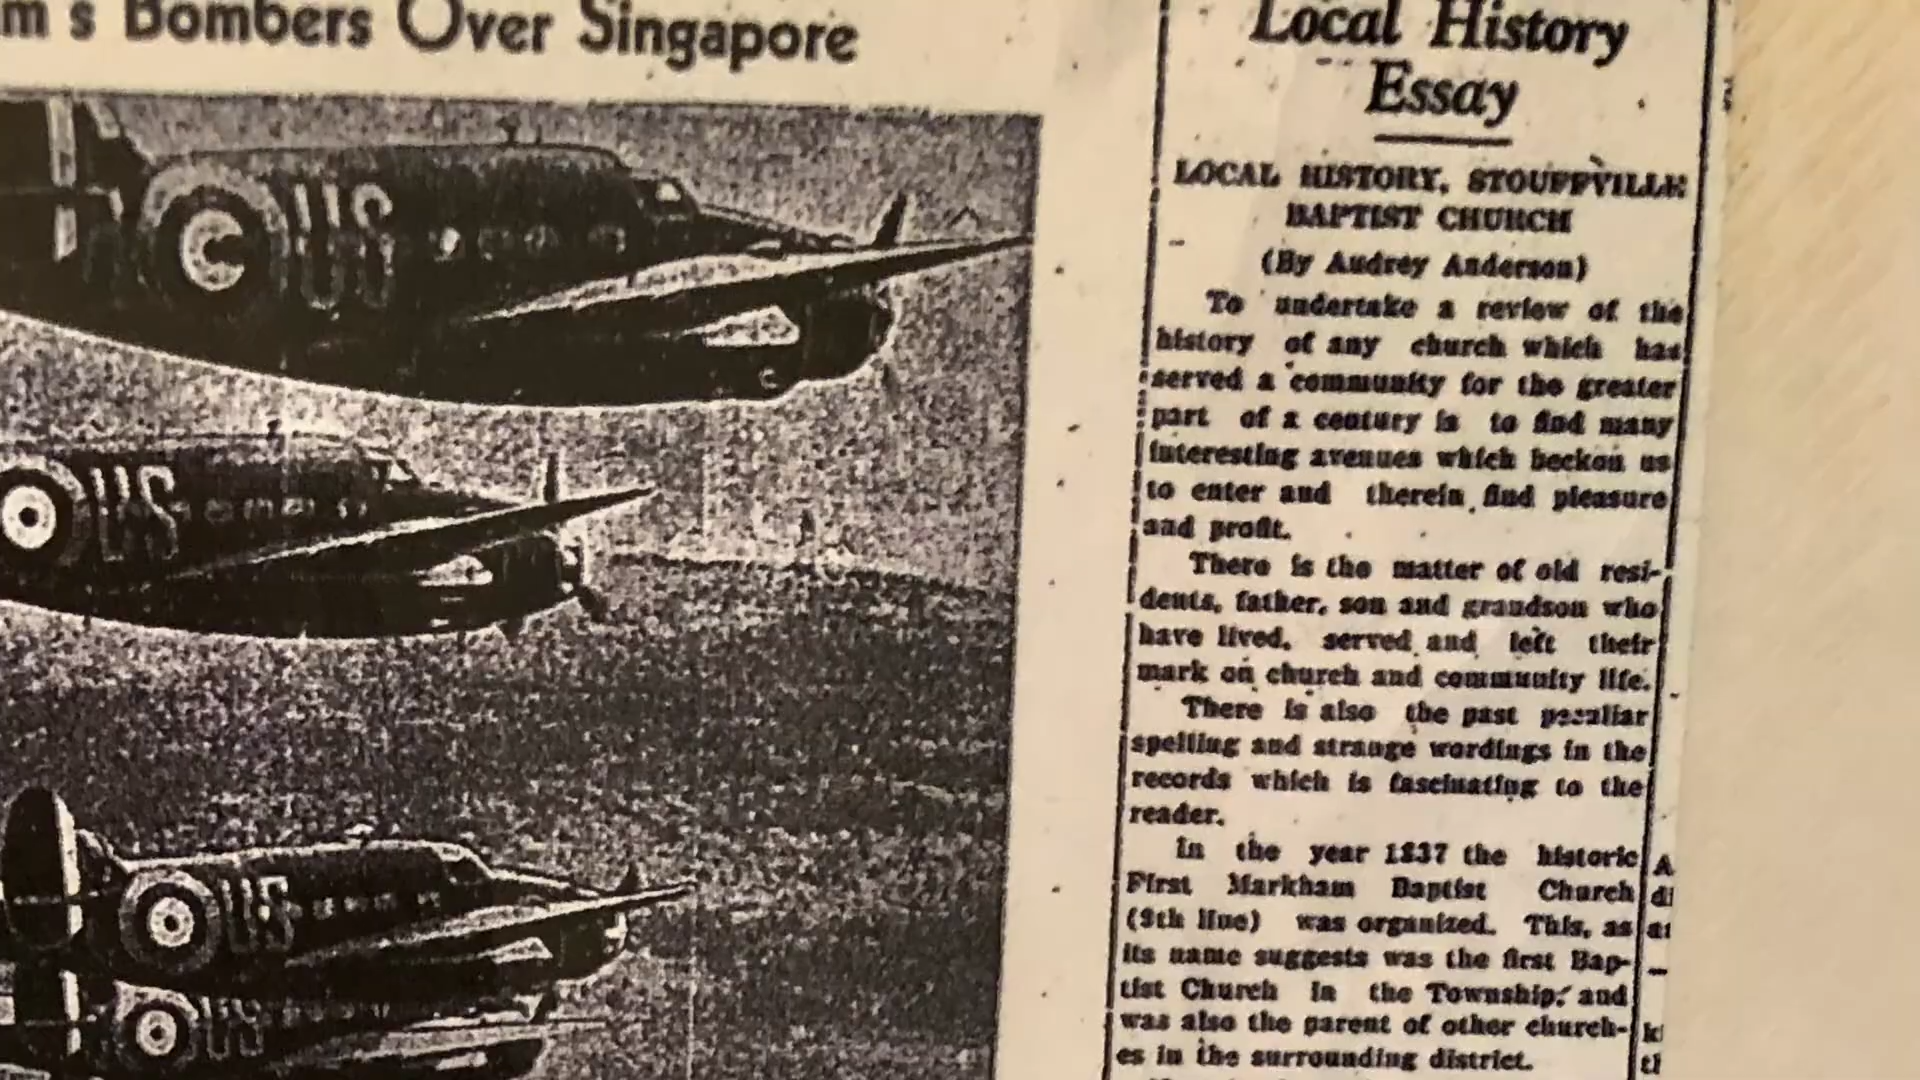 m's Bombers Over Singapore
US
US
US
US
Local History
Essay
LOCAL HISTORY, STOUFFVILLE
BAPTIST CHURCH
(By Audrey Anderson)
To undertake a review of the
history of any church which has
served a community for the greater
part of a century is to find many
interesting avenues which beckon us
to enter and therein find pleasure
and profit.
There is the matter of old resi-
dents, father, son and grandson who
have lived, served and left their
mark on church and community life.
There is also the past peculiar
spelling and strange wordings in the
records which is fascinating to the
reader.
In the year 1837 the historic
First Markham Baptist Church
(9th line) was organized. This, as
its name suggests was the first Bap-
tist Church in the Township, and
was also the parent of other church-
es in the surrounding district.